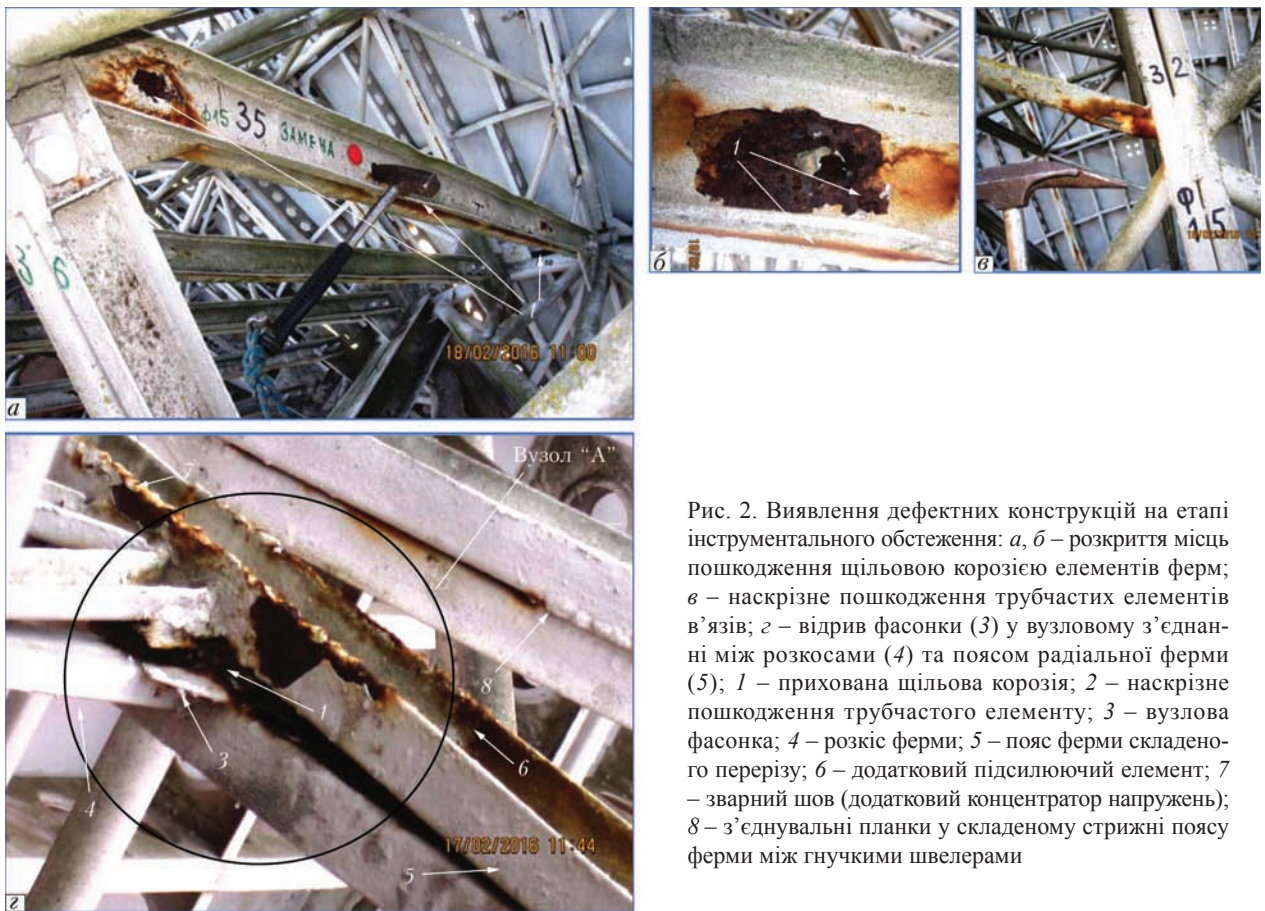 ф15 35 ЗАМЕНА
3 6
18/02/2016 11:00
а
1
18/02
б
3 2
Ф
15
в
Вузол “А”
7
8
1
3
6
4
5
17/02/2016 11:44
г
Рис. 2. Виявлення дефектних конструкцій на етапі
інструментального обстеження: а, б – розкриття місць
пошкодження щільовою корозією елементів ферм;
в – наскрізне пошкодження трубчастих елементів
в’язів; г – відрив фасонки (3) у вузловому з’єднан-
ні між розкосами (4) та поясом радіальної ферми
(5); 1 – прихована щільова корозія; 2 – наскрізне
пошкодження трубчастого елементу; 3 – вузлова
фасонка; 4 – розкіс ферми; 5 – пояс ферми складено-
го перерізу; 6 – додатковий підсилюючий елемент; 7
– зварний шов (додатковий концентратор напружень);
8 – з’єднувальні планки у складеному стрижні поясу
ферми між гнучкими швелерами